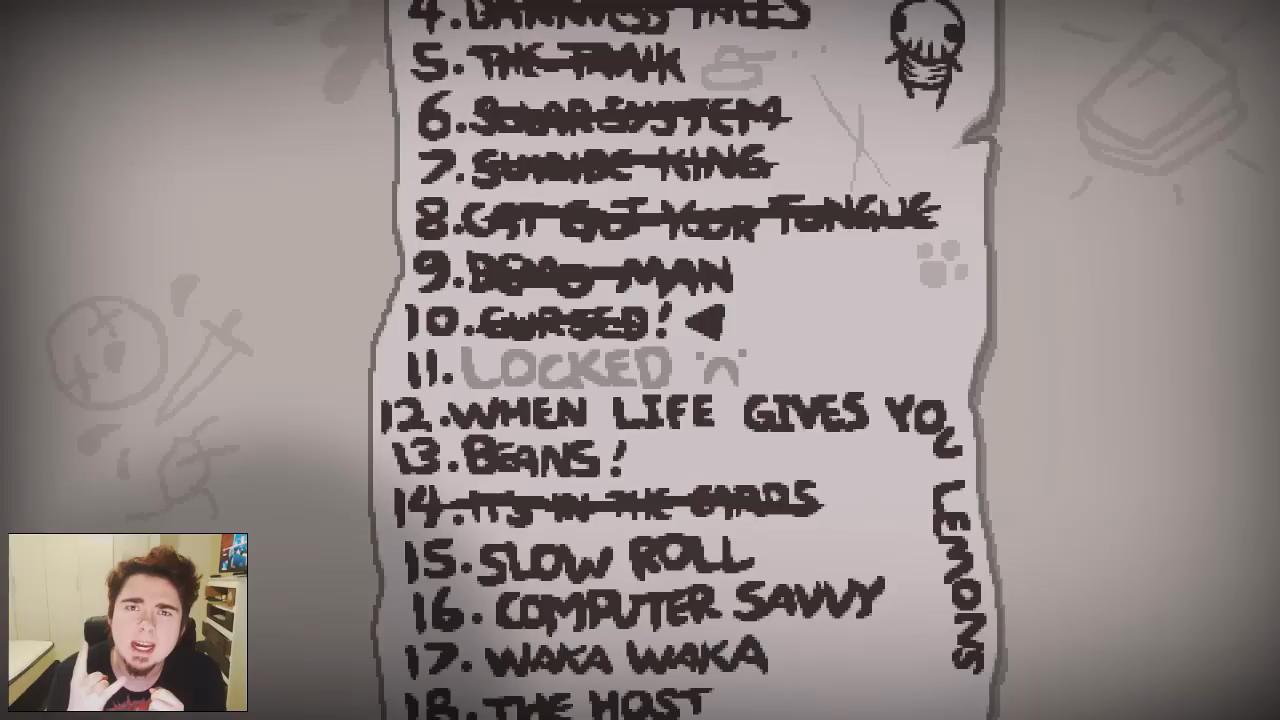 4. DARKNESS TREES
5. THE TANK
6. SOLAR SYSTEM
7. SUICIDE KING
8. CAT GOT YOUR TONGUE
9. DEAD MAN
10. CURSED!
11. LOCKED
12. WHEN LIFE GIVES YOU LEMONS
13. BEANS!
14. IT'S IN THE CARDS
15. SLOW ROLL
16. COMPUTER SAVVY
17. WAKA WAKA
18. THE HOST